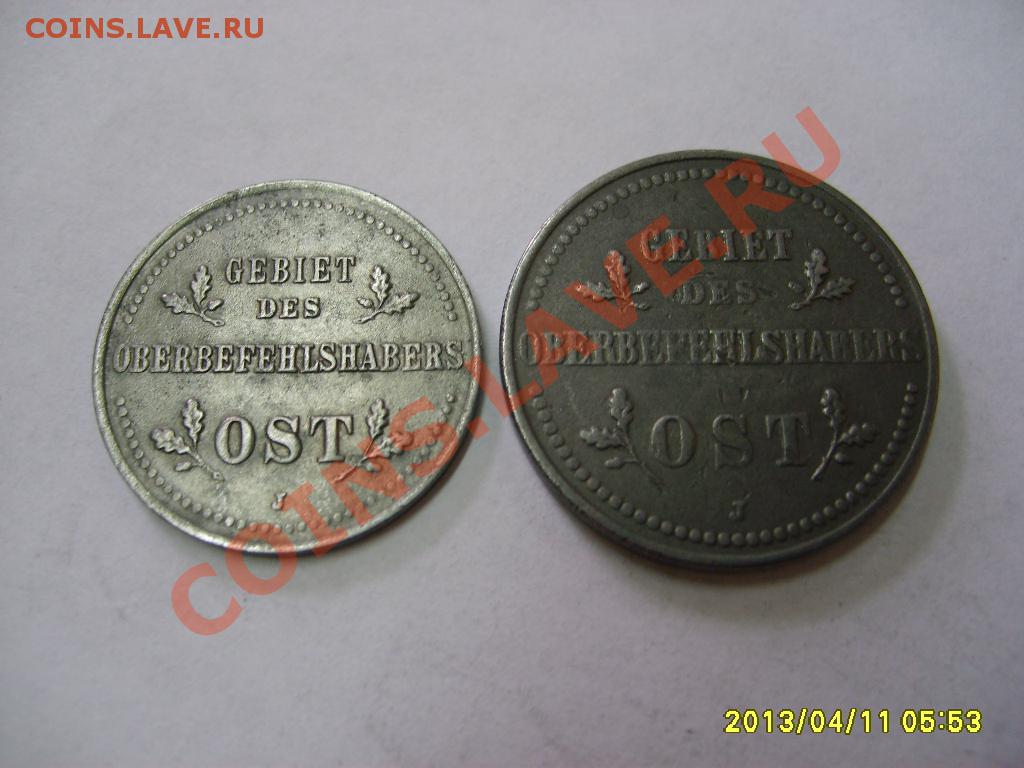 COINS.LAVE.RU
GEBIET
DES
OBERBEFEHLSHABERS
OST
J
GEBIET
DES
OBERBEFEHLSHABERS
OST
J
COINS.LAVE.RU
2013/04/11 05:53